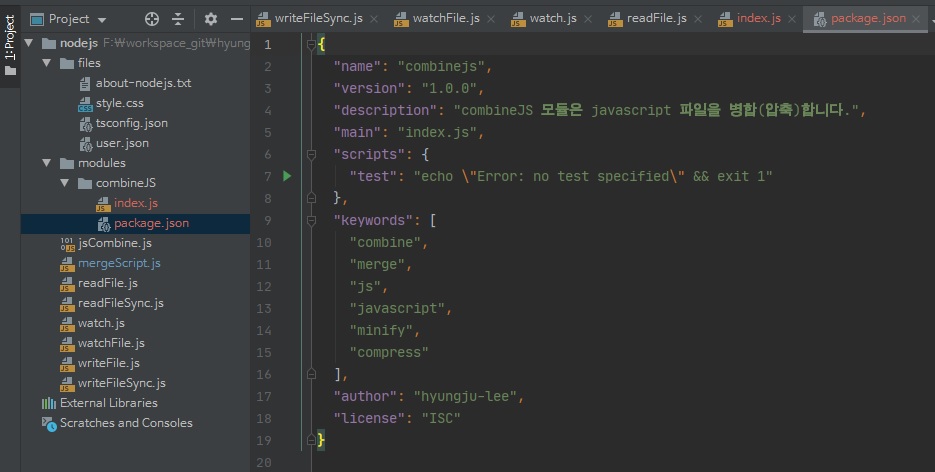 Project
writeFileSync.js
watchFile.js
watch.js
readFile.js
index.js
package.json
1: Project
nodejs F:₩workspace_git₩hyung
files
about-nodejs.txt
style.css
tsconfig.json
user.json
modules
combineJS
index.js
package.json
jsCombine.js
mergeScript.js
readFile.js
readFileSync.js
watch.js
watchFile.js
writeFile.js
writeFileSync.js
External Libraries
Scratches and Consoles
1 {
2 "name": "combinejs",
3 "version": "1.0.0",
4 "description": "combineJS 모듈은 javascript 파일을 병합(압축)합니다.",
5 "main": "index.js",
6 "scripts": {
7 "test": "echo \"Error: no test specified\" && exit 1"
8 },
9 "keywords": [
10 "combine",
11 "merge",
12 "js",
13 "javascript",
14 "minify",
15 "compress"
16 ],
17 "author": "hyungju-lee",
18 "license": "ISC"
19 }
20